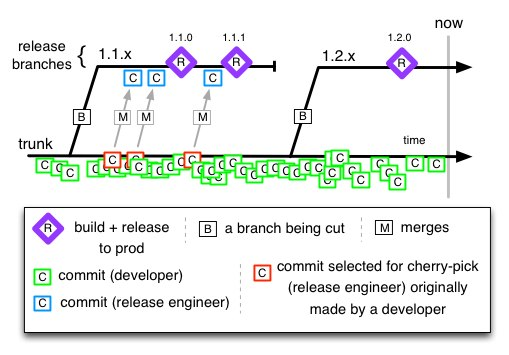 now
1.1.0
1.1.1
1.2.0
release
branches
{
1.1.x
R
R
1.2.x
R
C
C
C
B
M
M
M
B
trunk
time
C C C C C C C C C C C C C C C C C C C C C C C C C C C C C C C
R
build + release
to prod
B
a branch being cut
M
merges
C
commit (developer)
C
commit (release engineer)
C
commit selected for cherry-pick
(release engineer) originally
made by a developer